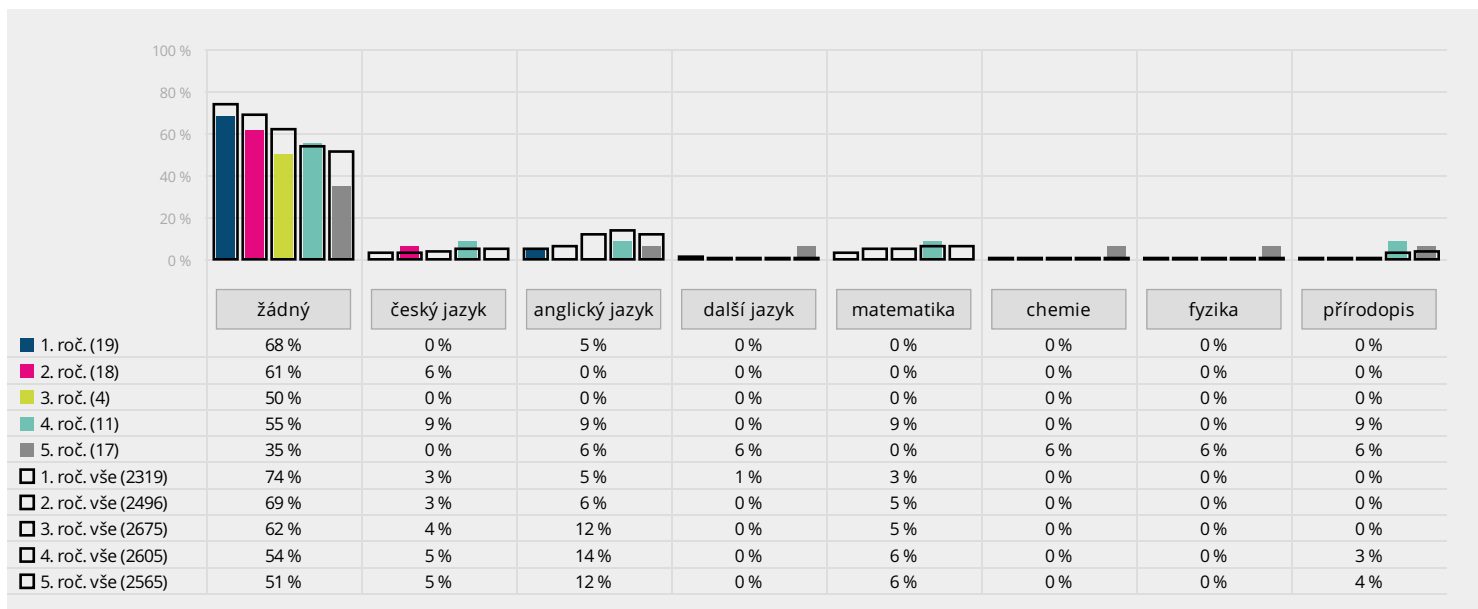 100 %
80 %
60 %
40 %
20 %
0 %
žádný český jazyk anglický jazyk další jazyk matematika chemie fyzika přírodopis
1. roč. (19) 68 % 0 % 5 % 0 % 0 % 0 % 0 % 0 %
2. roč. (18) 61 % 6 % 0 % 0 % 0 % 0 % 0 % 0 %
3. roč. (4) 50 % 0 % 0 % 0 % 0 % 0 % 0 % 0 %
4. roč. (11) 55 % 9 % 9 % 0 % 9 % 0 % 0 % 9 %
5. roč. (17) 35 % 0 % 6 % 6 % 0 % 6 % 6 % 6 %
1. roč. vše (2319) 74 % 3 % 5 % 1 % 3 % 0 % 0 % 0 %
2. roč. vše (2496) 69 % 3 % 6 % 0 % 5 % 0 % 0 % 0 %
3. roč. vše (2675) 62 % 4 % 12 % 0 % 5 % 0 % 0 % 0 %
4. roč. vše (2605) 54 % 5 % 14 % 0 % 6 % 0 % 0 % 3 %
5. roč. vše (2565) 51 % 5 % 12 % 0 % 6 % 0 % 0 % 4 %